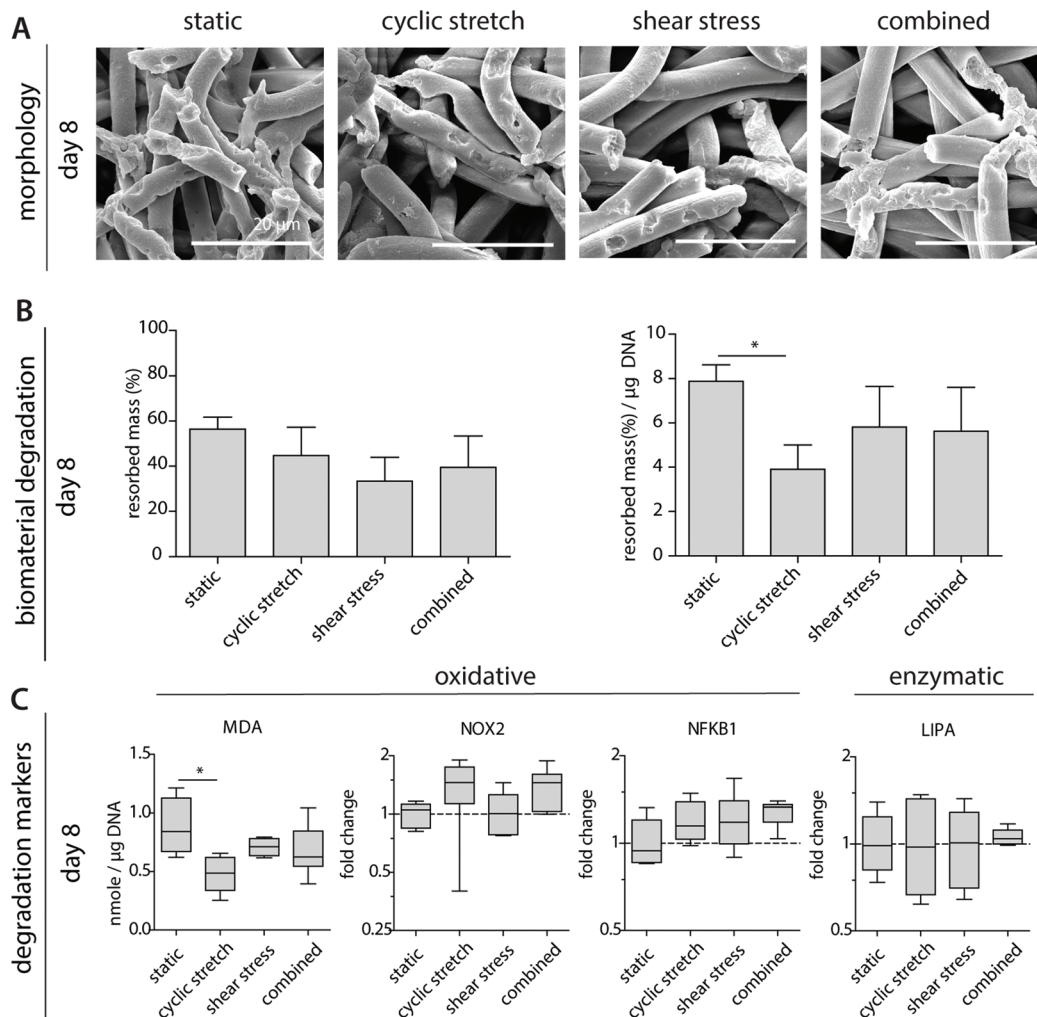 A
static
cyclic stretch
shear stress
combined
morphology
day 8
20 µm
B
biomaterial degradation
day 8
resorbed mass (%)
100
80
60
40
20
0
static
cyclic stretch
shear stress
combined
resorbed mass(%) / µg DNA
10
8
6
4
2
0
*
static
cyclic stretch
shear stress
combined
C
degradation markers
day 8
oxidative
enzymatic
MDA
nmole / µg DNA
1.5
1.0
0.5
0.0
*
static
cyclic stretch
shear stress
combined
NOX2
fold change
2
1
0.5
0.25
static
cyclic stretch
shear stress
combined
NFKB1
fold change
2
1
0.5
static
cyclic stretch
shear stress
combined
LIPA
fold change
2
1
0.5
static
cyclic stretch
shear stress
combined